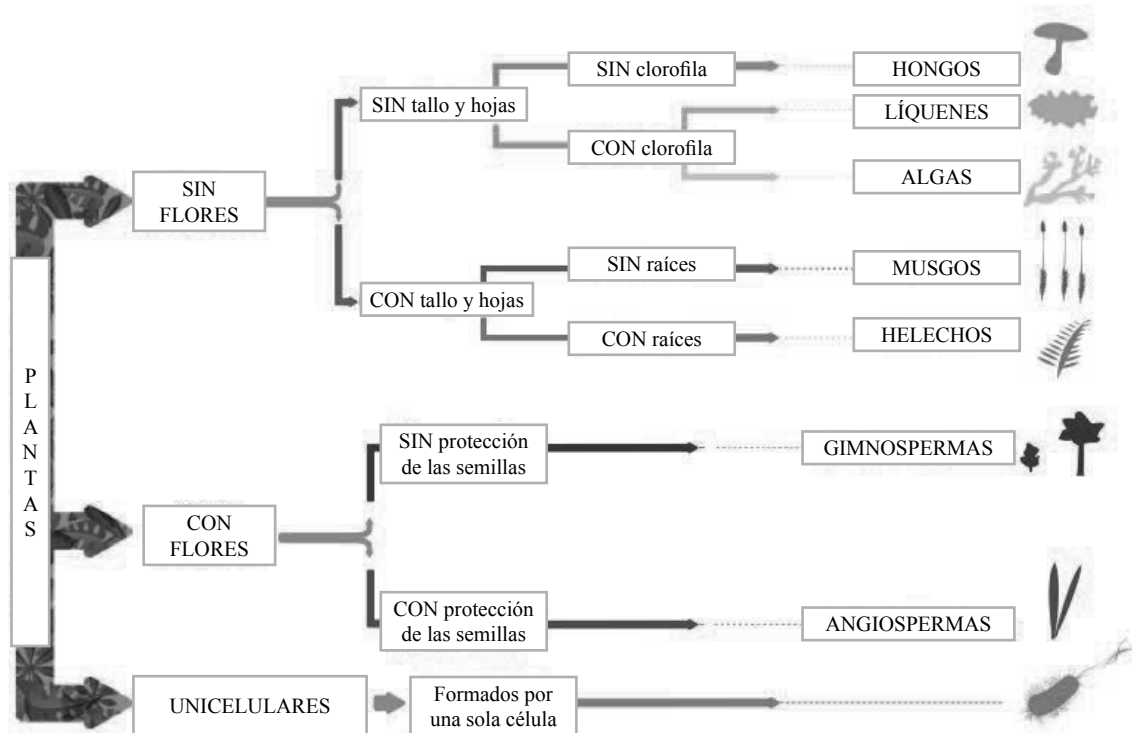 PLANTAS
SIN
FLORES
SIN tallo y hojas
SIN clorofila
HONGOS
CON clorofila
LÍQUENES
ALGAS
CON tallo y hojas
SIN raíces
MUSGOS
CON raíces
HELECHOS
CON
FLORES
SIN protección
de las semillas
GIMNOSPERMAS
CON protección
de las semillas
ANGIOSPERMAS
UNICELULARES
Formados por
una sola célula